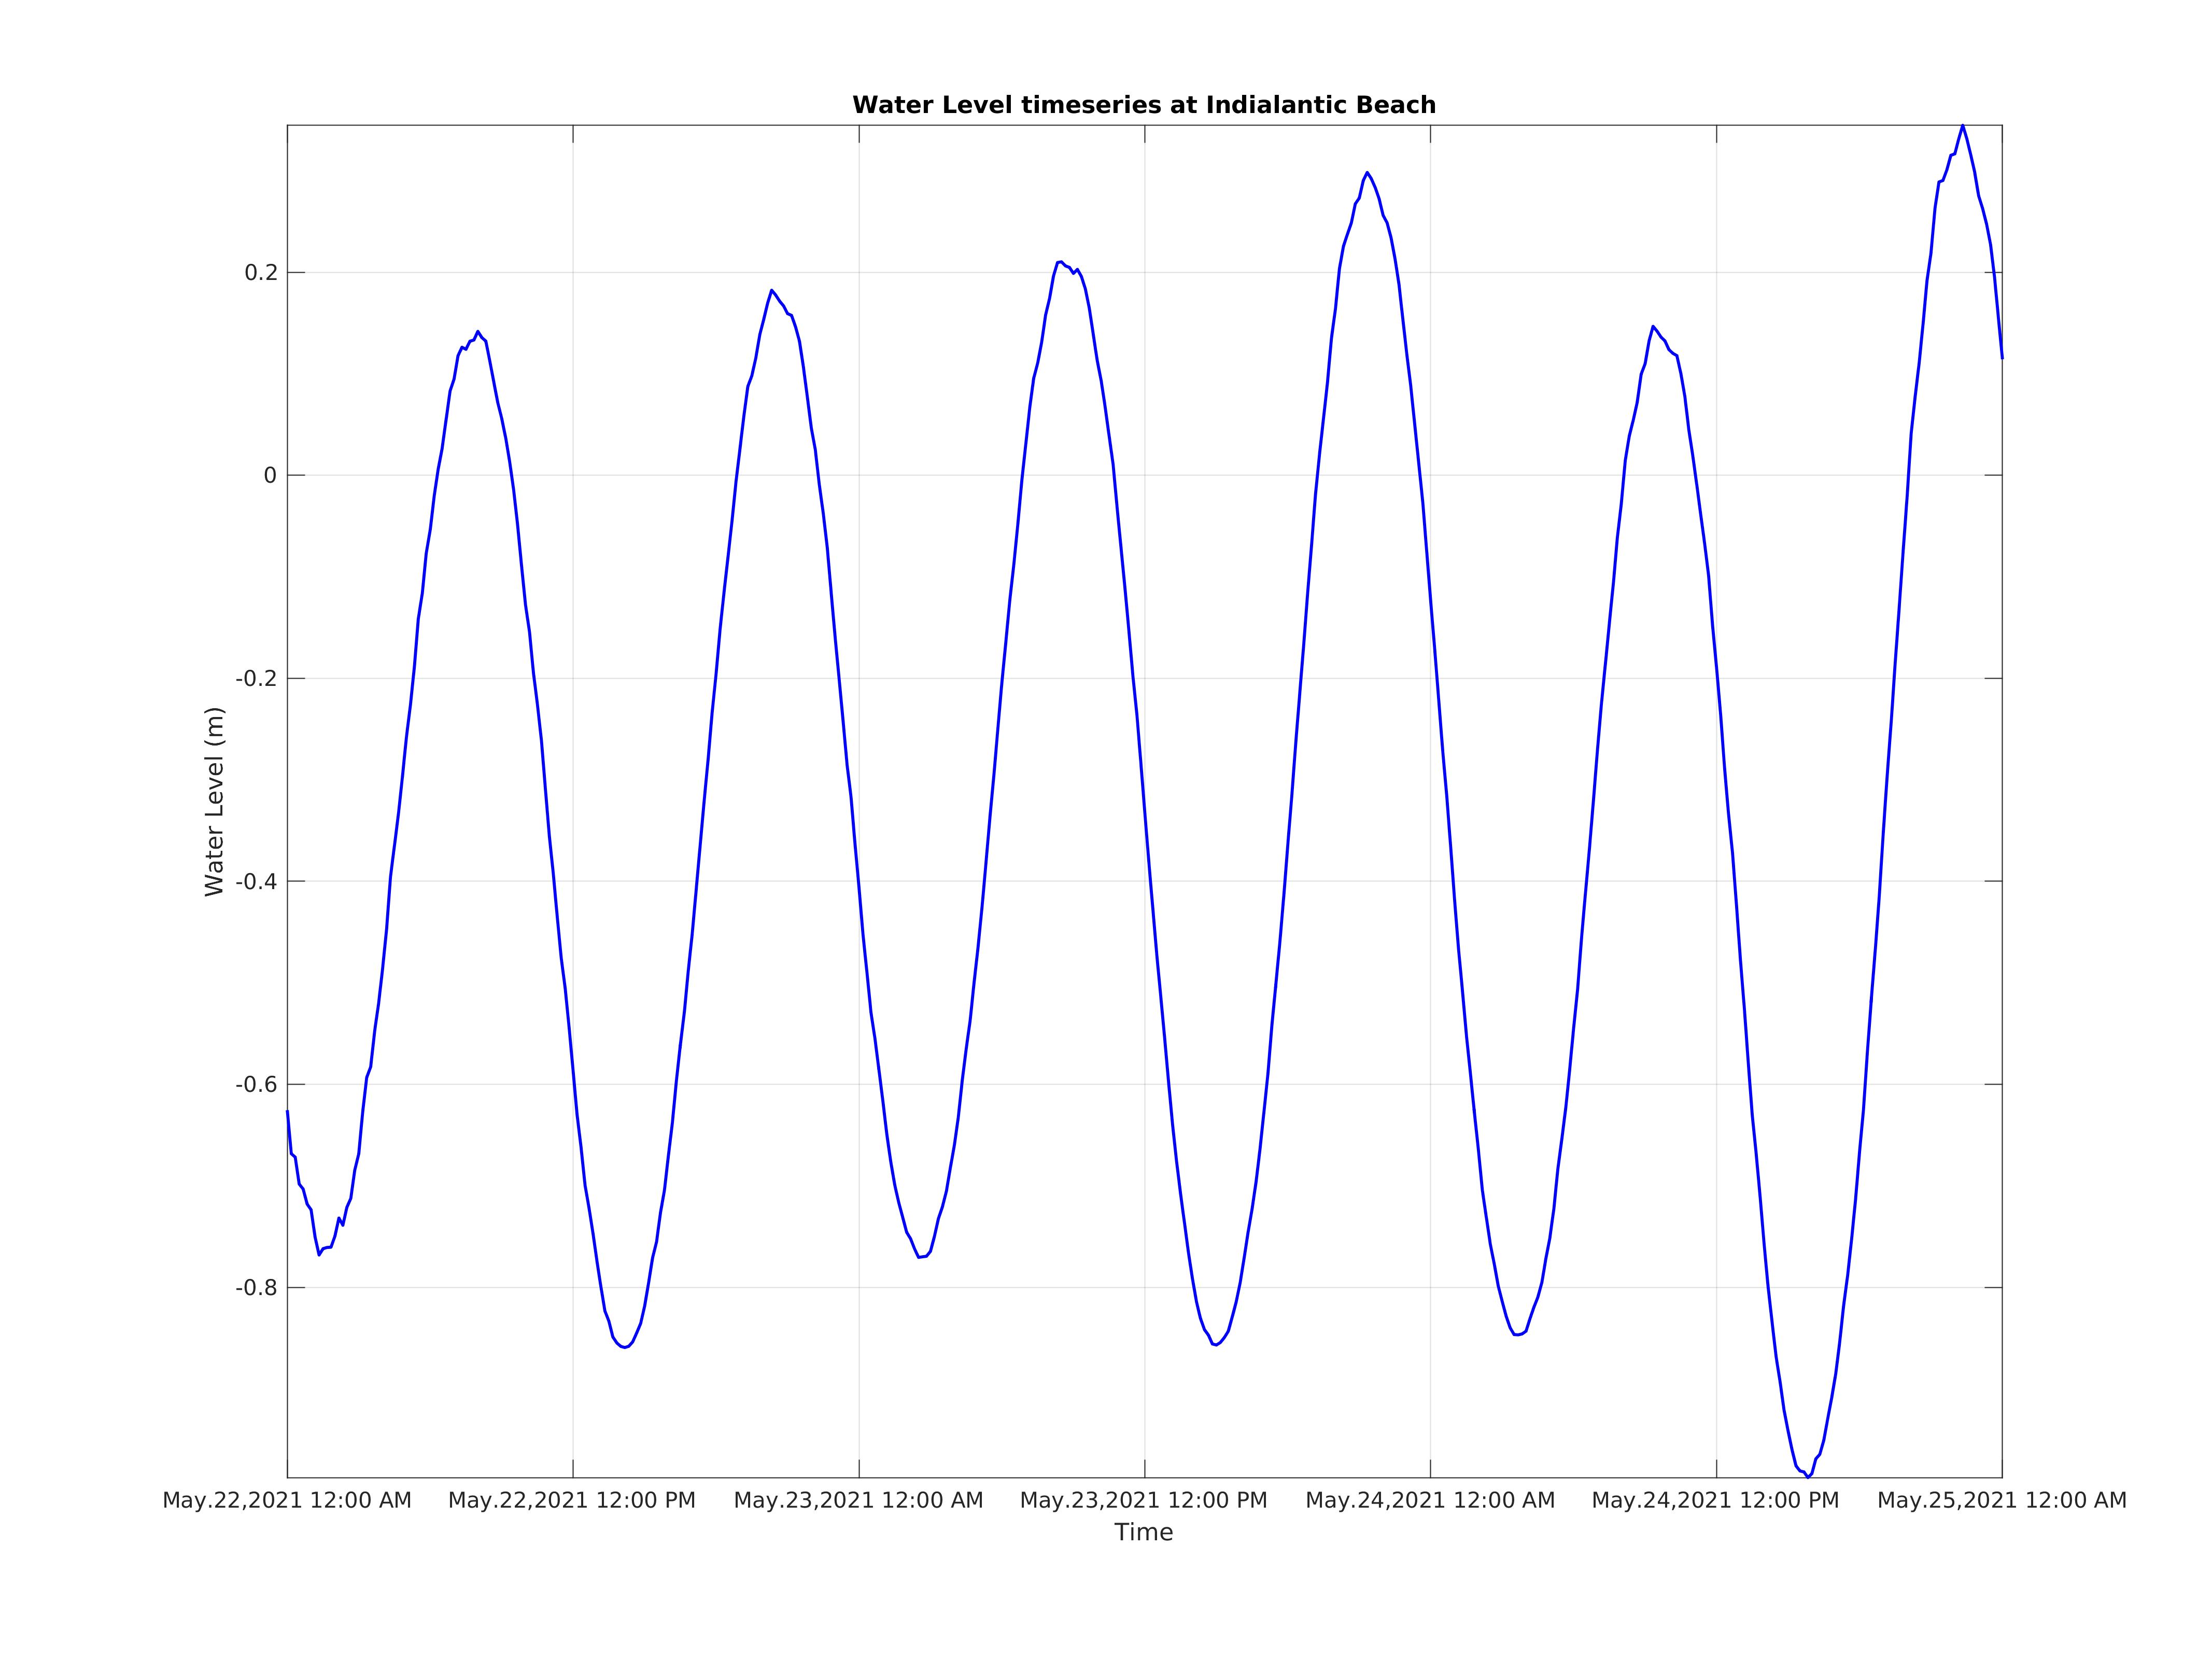 Water Level timeseries at Indialantic Beach
0.2
0
-0.2
-0.4
-0.6
-0.8
Water Level (m)
May.22,2021 12:00 AM
May.22,2021 12:00 PM
May.23,2021 12:00 AM
May.23,2021 12:00 PM
May.24,2021 12:00 AM
May.24,2021 12:00 PM
May.25,2021 12:00 AM
Time